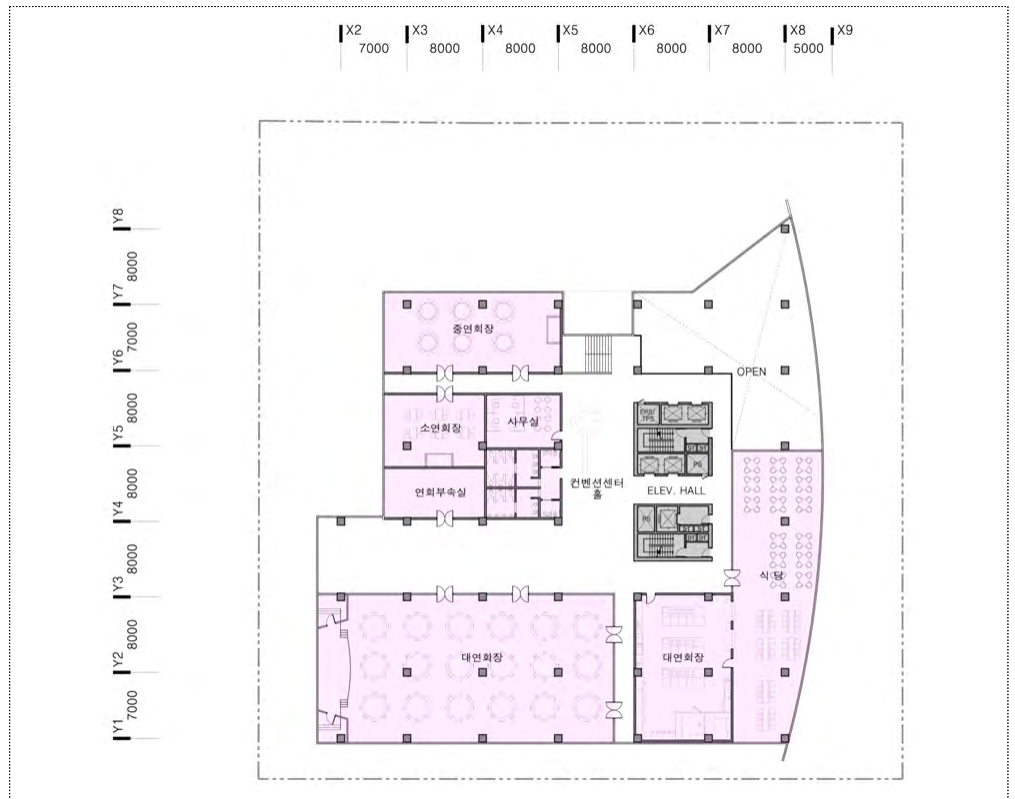 X2 X3 X4 X5 X6 X7 X8 X9
7000 8000 8000 8000 8000 8000 5000
Y8
8000
Y7
7000
Y6
8000
Y5
8000
Y4
8000
Y3
8000
Y2
7000
Y1
중연회장
OPEN
소연회장
사무실
EPS/
TPS
PS
컨벤션센터
홀
ELEV. HALL
연회부속실
PS
식당
대연회장
대연회장